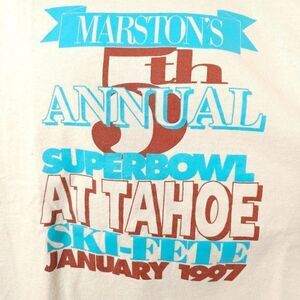 MARSTON'S
5th
ANNUAL
SUPERBOWL
AT TAHOE
SKI-FETE
JANUARY 1997